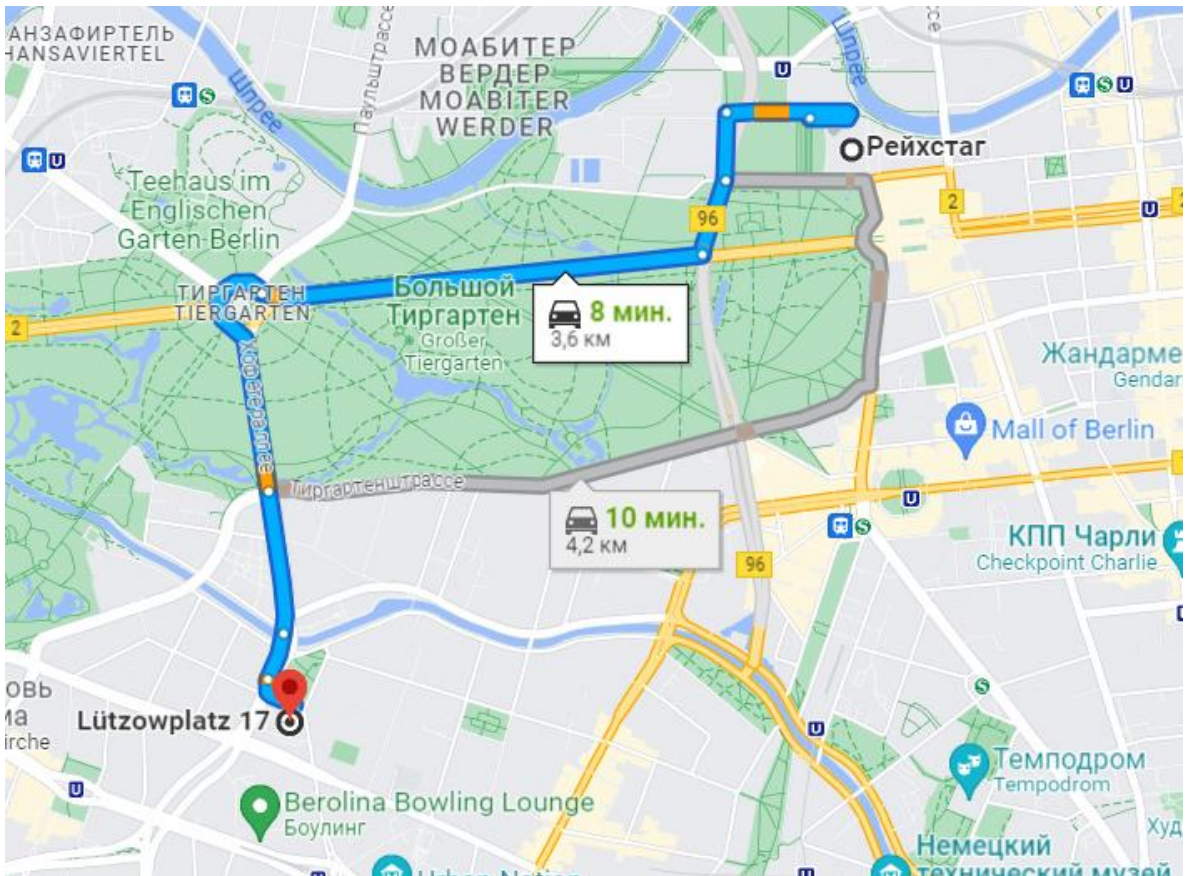 АНЗАФИРТЕЛЬ
HANSAVIERTEL
МОАБИТЕР
ВЕРДЕР
MOABITER
WERDER
Паульштрассе
Шпрее
Шпрее
U
S
U
U S
S U
Рейхстаг
Teehaus im
Englischen
Garten-Berlin
96
2
2
U
ТИРГАРТЕН
TIERGARTEN
Большой
Тиргартен
Großer
Tiergarten
8 мин.
3,6 км
2
Жандарме
Gendar
Mall of Berlin
Тиргартенштрассе
10 мин.
4,2 км
U
S
КПП Чарли
Checkpoint Charlie
96
U
S
ОВЬ
irche
Lützowplatz 17
U
U
Темподром
Tempodrom
Berolina Bowling Lounge
Боулинг
Худ
Немецкий
технический музей
Urban Nation